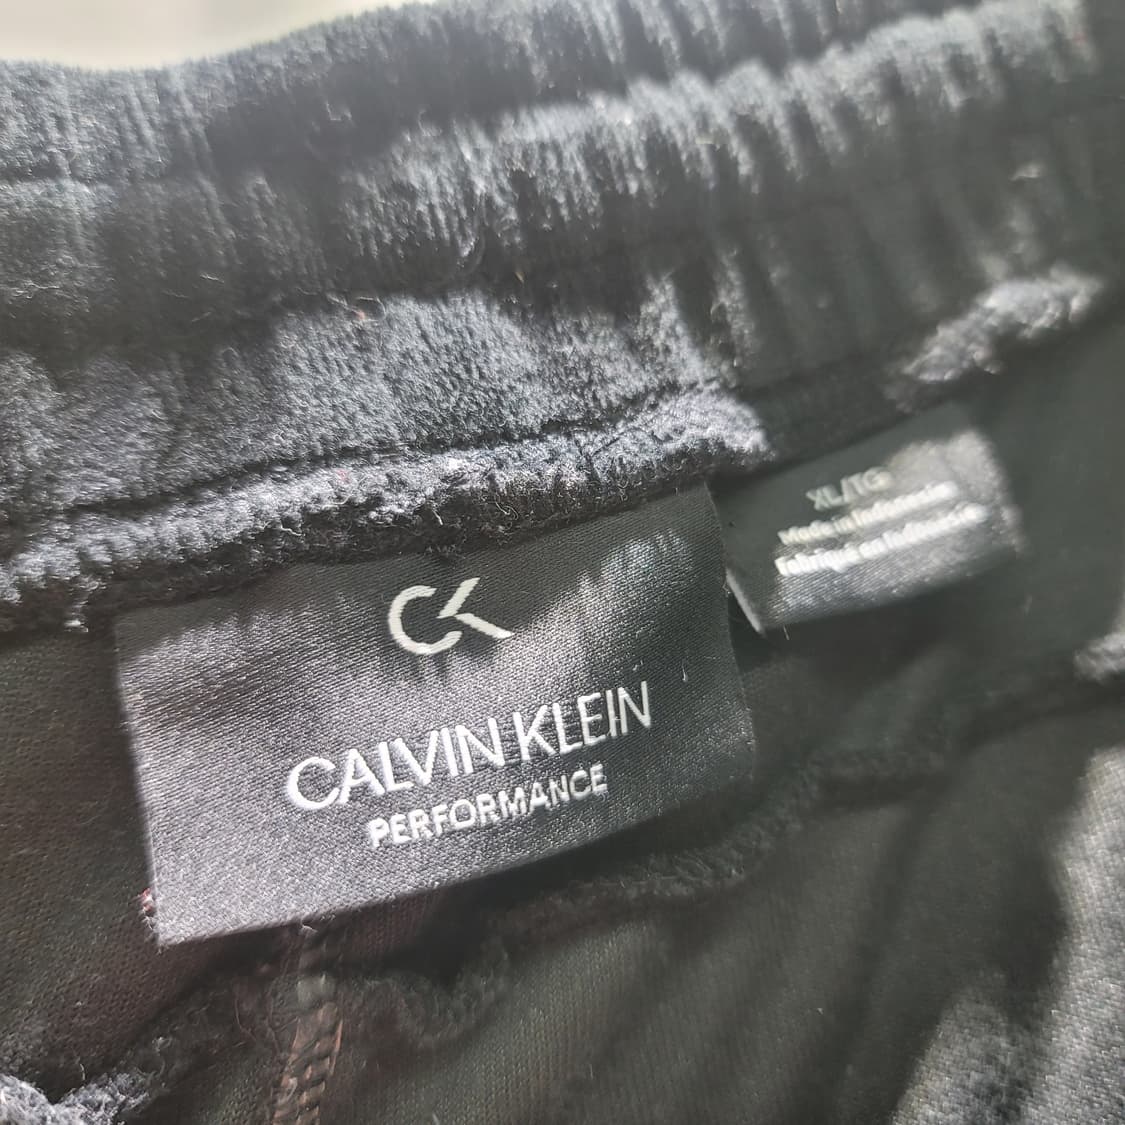 CK
CALVIN KLEIN
PERFORMANCE
XL/TG
Made in Indonesia
Fabriqué en Indonésie